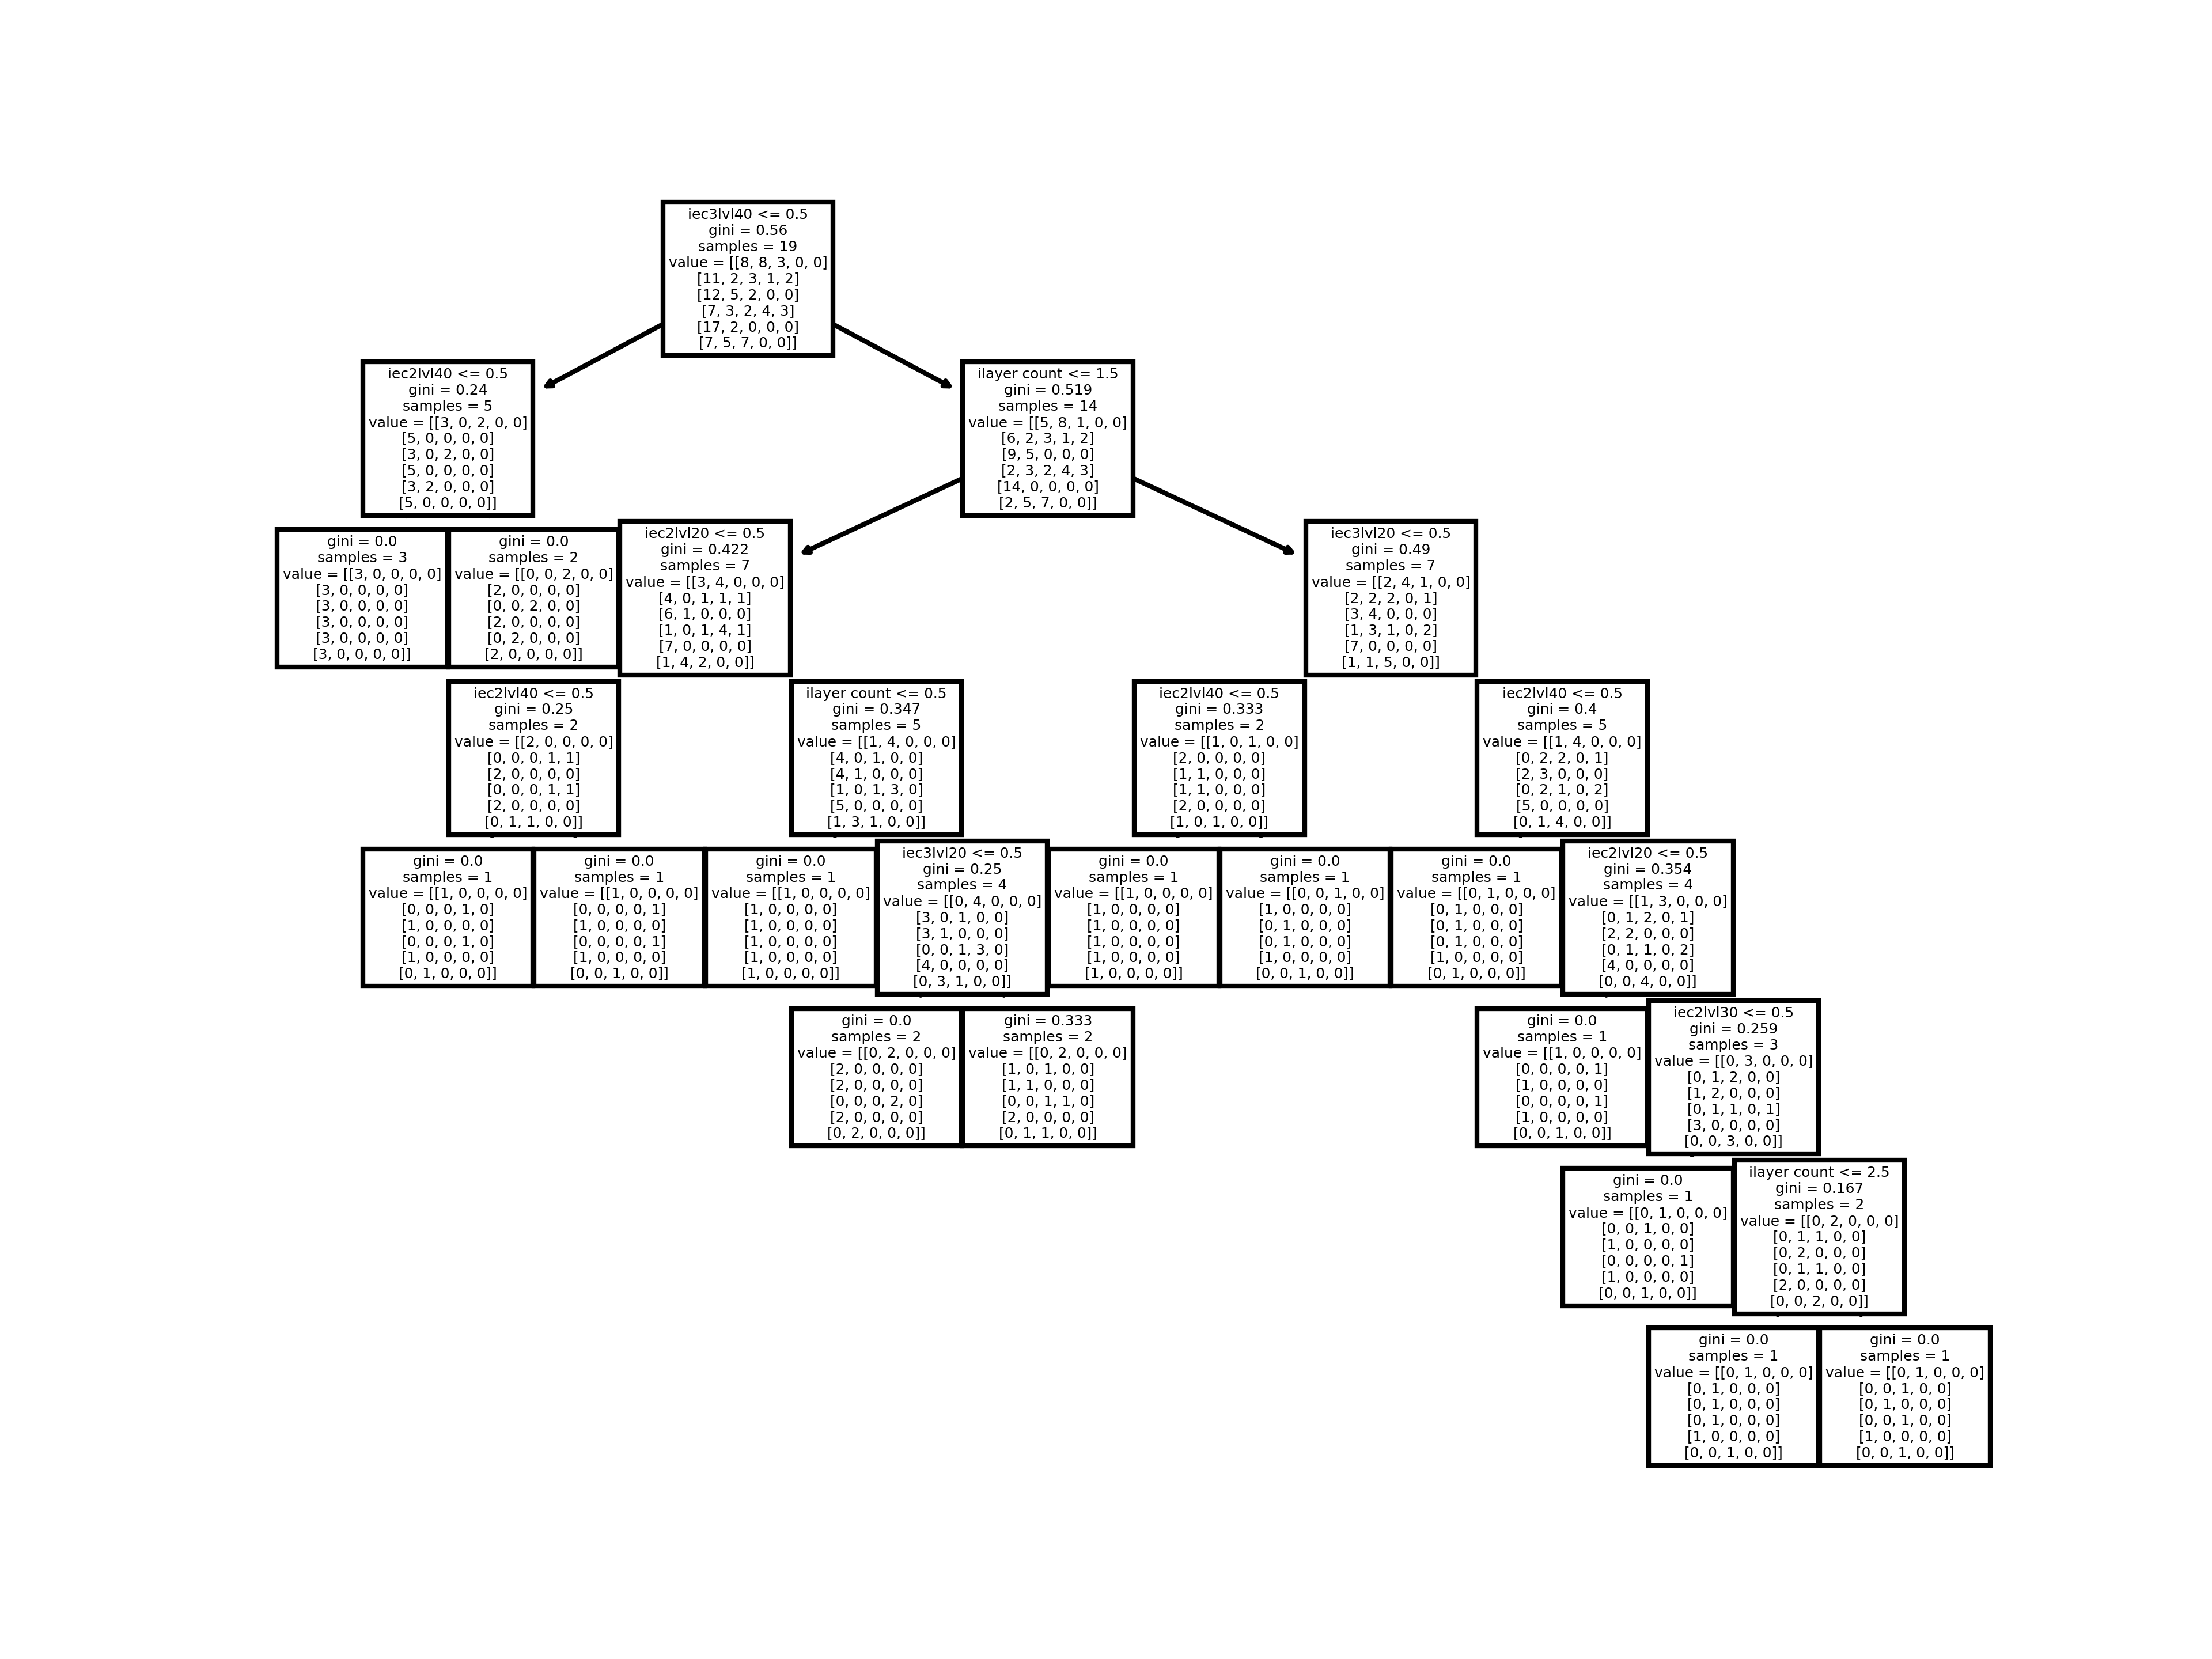 iec3lvl40 <= 0.5
gini = 0.56
samples = 19
value = [[8, 8, 3, 0, 0]
[11, 2, 3, 1, 2]
[12, 5, 2, 0, 0]
[7, 3, 2, 4, 3]
[17, 2, 0, 0, 0]
[7, 5, 7, 0, 0]]
iec2lvl40 <= 0.5
gini = 0.24
samples = 5
value = [[3, 0, 2, 0, 0]
[5, 0, 0, 0, 0]
[3, 0, 2, 0, 0]
[5, 0, 0, 0, 0]
[3, 2, 0, 0, 0]
[5, 0, 0, 0, 0]]
ilayer count <= 1.5
gini = 0.519
samples = 14
value = [[5, 8, 1, 0, 0]
[6, 2, 3, 1, 2]
[9, 5, 0, 0, 0]
[2, 3, 2, 4, 3]
[14, 0, 0, 0, 0]
[2, 5, 7, 0, 0]]
gini = 0.0
samples = 3
value = [[3, 0, 0, 0, 0]
[3, 0, 0, 0, 0]
[3, 0, 0, 0, 0]
[3, 0, 0, 0, 0]
[3, 0, 0, 0, 0]
[3, 0, 0, 0, 0]]
gini = 0.0
samples = 2
value = [[0, 0, 2, 0, 0]
[2, 0, 0, 0, 0]
[0, 0, 2, 0, 0]
[2, 0, 0, 0, 0]
[0, 2, 0, 0, 0]
[2, 0, 0, 0, 0]]
iec2lvl20 <= 0.5
gini = 0.422
samples = 7
value = [[3, 4, 0, 0, 0]
[4, 0, 1, 1, 1]
[6, 1, 0, 0, 0]
[1, 0, 1, 4, 1]
[7, 0, 0, 0, 0]
[1, 4, 2, 0, 0]]
iec3lvl20 <= 0.5
gini = 0.49
samples = 7
value = [[2, 4, 1, 0, 0]
[2, 2, 2, 0, 1]
[3, 4, 0, 0, 0]
[1, 3, 1, 0, 2]
[7, 0, 0, 0, 0]
[1, 1, 5, 0, 0]]
iec2lvl40 <= 0.5
gini = 0.25
samples = 2
value = [[2, 0, 0, 0, 0]
[0, 0, 0, 1, 1]
[2, 0, 0, 0, 0]
[0, 0, 0, 1, 1]
[2, 0, 0, 0, 0]
[0, 1, 1, 0, 0]]
ilayer count <= 0.5
gini = 0.347
samples = 5
value = [[1, 4, 0, 0, 0]
[4, 0, 1, 0, 0]
[4, 1, 0, 0, 0]
[1, 0, 1, 3, 0]
[5, 0, 0, 0, 0]
[1, 3, 1, 0, 0]]
iec2lvl40 <= 0.5
gini = 0.333
samples = 2
value = [[1, 0, 1, 0, 0]
[2, 0, 0, 0, 0]
[1, 1, 0, 0, 0]
[1, 1, 0, 0, 0]
[2, 0, 0, 0, 0]
[1, 0, 1, 0, 0]]
iec2lvl40 <= 0.5
gini = 0.4
samples = 5
value = [[1, 4, 0, 0, 0]
[0, 2, 2, 0, 1]
[2, 3, 0, 0, 0]
[0, 2, 1, 0, 2]
[5, 0, 0, 0, 0]
[0, 1, 4, 0, 0]]
gini = 0.0
samples = 1
value = [[1, 0, 0, 0, 0]
[0, 0, 0, 1, 0]
[1, 0, 0, 0, 0]
[0, 0, 0, 1, 0]
[1, 0, 0, 0, 0]
[0, 1, 0, 0, 0]]
gini = 0.0
samples = 1
value = [[1, 0, 0, 0, 0]
[0, 0, 0, 0, 1]
[1, 0, 0, 0, 0]
[0, 0, 0, 0, 1]
[1, 0, 0, 0, 0]
[0, 0, 1, 0, 0]]
gini = 0.0
samples = 1
value = [[1, 0, 0, 0, 0]
[1, 0, 0, 0, 0]
[1, 0, 0, 0, 0]
[1, 0, 0, 0, 0]
[1, 0, 0, 0, 0]
[1, 0, 0, 0, 0]]
iec3lvl20 <= 0.5
gini = 0.25
samples = 4
value = [[0, 4, 0, 0, 0]
[3, 0, 1, 0, 0]
[3, 1, 0, 0, 0]
[0, 0, 1, 3, 0]
[4, 0, 0, 0, 0]
[0, 3, 1, 0, 0]]
gini = 0.0
samples = 1
value = [[1, 0, 0, 0, 0]
[1, 0, 0, 0, 0]
[1, 0, 0, 0, 0]
[1, 0, 0, 0, 0]
[1, 0, 0, 0, 0]
[1, 0, 0, 0, 0]]
gini = 0.0
samples = 1
value = [[0, 0, 1, 0, 0]
[1, 0, 0, 0, 0]
[0, 1, 0, 0, 0]
[0, 1, 0, 0, 0]
[1, 0, 0, 0, 0]
[0, 0, 1, 0, 0]]
gini = 0.0
samples = 1
value = [[0, 1, 0, 0, 0]
[0, 1, 0, 0, 0]
[0, 1, 0, 0, 0]
[0, 1, 0, 0, 0]
[1, 0, 0, 0, 0]
[0, 1, 0, 0, 0]]
iec2lvl20 <= 0.5
gini = 0.354
samples = 4
value = [[1, 3, 0, 0, 0]
[0, 1, 2, 0, 1]
[2, 2, 0, 0, 0]
[0, 1, 1, 0, 2]
[4, 0, 0, 0, 0]
[0, 0, 4, 0, 0]]
gini = 0.0
samples = 2
value = [[0, 2, 0, 0, 0]
[2, 0, 0, 0, 0]
[2, 0, 0, 0, 0]
[0, 0, 0, 2, 0]
[2, 0, 0, 0, 0]
[0, 2, 0, 0, 0]]
gini = 0.333
samples = 2
value = [[0, 2, 0, 0, 0]
[1, 0, 1, 0, 0]
[1, 1, 0, 0, 0]
[0, 0, 1, 1, 0]
[2, 0, 0, 0, 0]
[0, 1, 1, 0, 0]]
gini = 0.0
samples = 1
value = [[1, 0, 0, 0, 0]
[0, 0, 0, 0, 1]
[1, 0, 0, 0, 0]
[0, 0, 0, 0, 1]
[1, 0, 0, 0, 0]
[0, 0, 1, 0, 0]]
iec2lvl30 <= 0.5
gini = 0.259
samples = 3
value = [[0, 3, 0, 0, 0]
[0, 1, 2, 0, 0]
[1, 2, 0, 0, 0]
[0, 1, 1, 0, 1]
[3, 0, 0, 0, 0]
[0, 0, 3, 0, 0]]
gini = 0.0
samples = 1
value = [[0, 1, 0, 0, 0]
[0, 0, 1, 0, 0]
[1, 0, 0, 0, 0]
[0, 0, 0, 0, 1]
[1, 0, 0, 0, 0]
[0, 0, 1, 0, 0]]
ilayer count <= 2.5
gini = 0.167
samples = 2
value = [[0, 2, 0, 0, 0]
[0, 1, 1, 0, 0]
[0, 2, 0, 0, 0]
[0, 1, 1, 0, 0]
[2, 0, 0, 0, 0]
[0, 0, 2, 0, 0]]
gini = 0.0
samples = 1
value = [[0, 1, 0, 0, 0]
[0, 1, 0, 0, 0]
[0, 1, 0, 0, 0]
[0, 1, 0, 0, 0]
[1, 0, 0, 0, 0]
[0, 0, 1, 0, 0]]
gini = 0.0
samples = 1
value = [[0, 1, 0, 0, 0]
[0, 0, 1, 0, 0]
[0, 1, 0, 0, 0]
[0, 0, 1, 0, 0]
[1, 0, 0, 0, 0]
[0, 0, 1, 0, 0]]